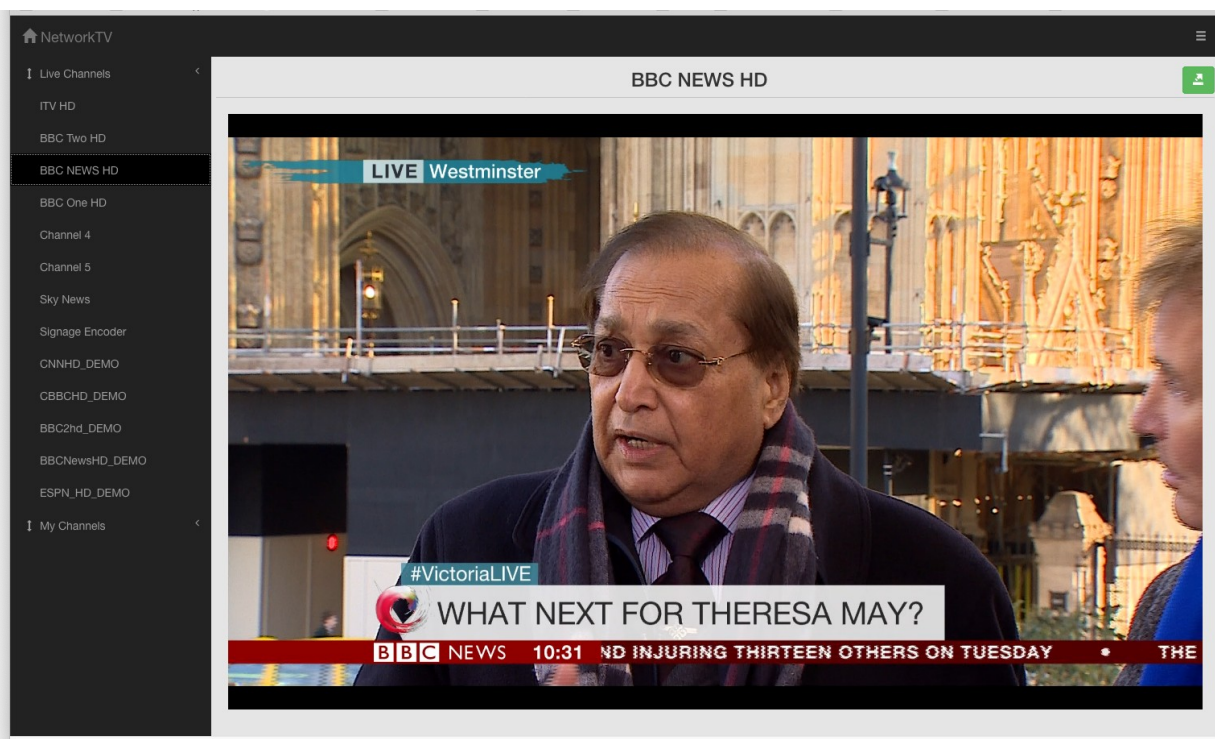 NetworkTV
Live Channels
ITV HD
BBC Two HD
BBC NEWS HD
BBC One HD
Channel 4
Channel 5
Sky News
Signage Encoder
CNNHD_DEMO
CBBCHD_DEMO
BBC2hd_DEMO
BBCNewsHD_DEMO
ESPN_HD_DEMO
My Channels
BBC NEWS HD
LIVE Westminster
#VictoriaLIVE
WHAT NEXT FOR THERESA MAY?
BBC NEWS 10:31 ND INJURING THIRTEEN OTHERS ON TUESDAY • THE